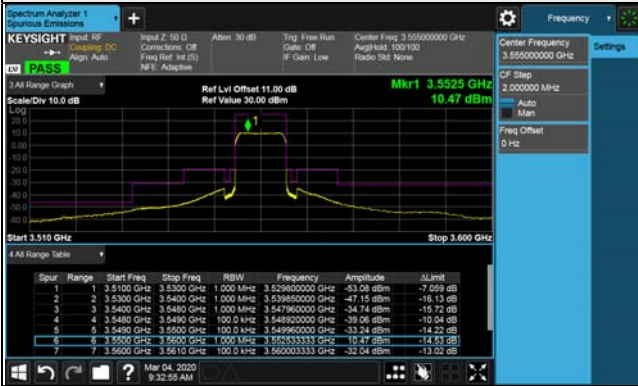 Spectrum Analyzer 1
Spurious Emissions
Frequency
KEYSIGHT Input: RF Input Z: 50 Ω Atten: 30 dB Trig: Free Run Center Freq: 3.555000000 GHz
Coupling: DC Corrections: Off Gate: Off Avg|Hold: 100/100
Align: Auto Freq Ref: Int (S) IF Gain: Low Radio Std: None
NFE: Adaptive
LXI PASS
Center Frequency
3.555000000 GHz
Settings
CF Step
2.000000 MHz
Auto
Man
Freq Offset
0 Hz
3 All Range Graph
Ref Lvl Offset 11.00 dB
Mkr1 3.5525 GHz
Scale/Div 10.0 dB Ref Value 30.00 dBm 10.47 dBm
Log
20.0
10.0
0.00
-10.0
-20.0
-30.0
-40.0
-50.0
-60.0
1
Start 3.510 GHz Stop 3.600 GHz
4 All Range Table
Spur Range Start Freq Stop Freq RBW Frequency Amplitude ΔLimit
1 1 3.5100 GHz 3.5300 GHz 1.000 MHz 3.529800000 GHz -53.08 dBm -7.059 dB
2 2 3.5300 GHz 3.5400 GHz 1.000 MHz 3.539850000 GHz -47.15 dBm -16.13 dB
3 3 3.5400 GHz 3.5480 GHz 1.000 MHz 3.547960000 GHz -34.74 dBm -15.72 dB
4 4 3.5480 GHz 3.5490 GHz 100.0 kHz 3.548920000 GHz -39.06 dBm -10.04 dB
5 5 3.5490 GHz 3.5500 GHz 100.0 kHz 3.549960000 GHz -33.24 dBm -14.22 dB
6 6 3.5500 GHz 3.5600 GHz 1.000 MHz 3.552533333 GHz 10.47 dBm -14.53 dB
7 7 3.5600 GHz 3.5610 GHz 100.0 kHz 3.560003333 GHz -32.04 dBm -13.02 dB
Mar 04, 2020
9:32:55 AM